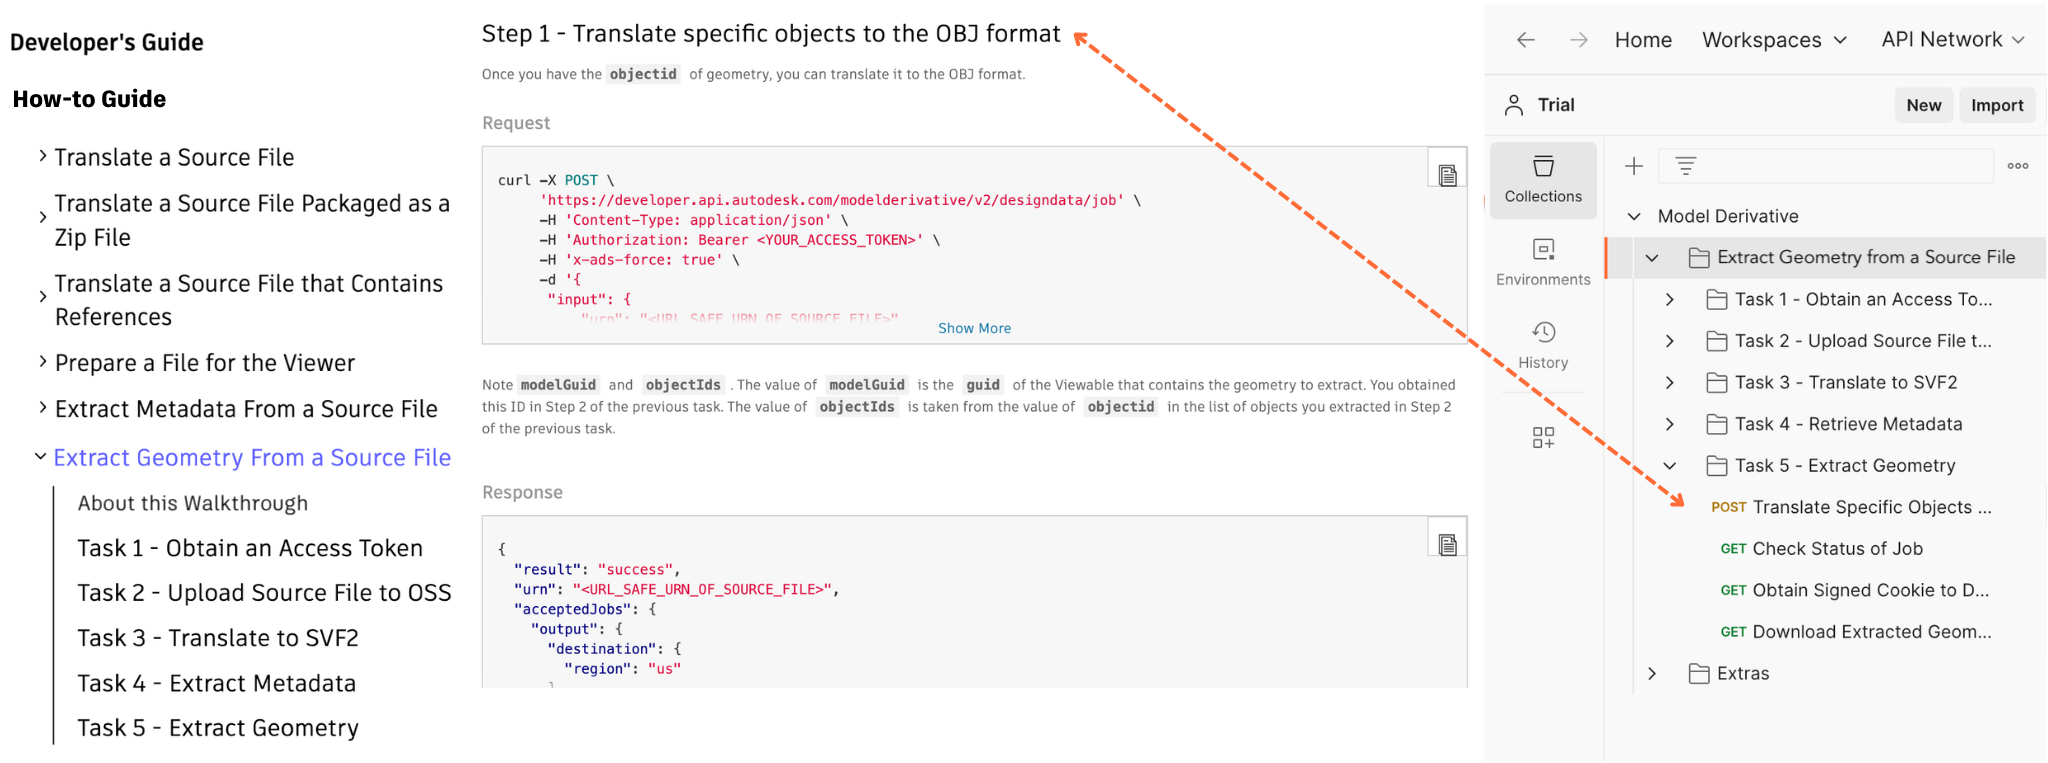 Developer's Guide
How-to Guide
Translate a Source File
Translate a Source File Packaged as a
Zip File
Translate a Source File that Contains
References
Prepare a File for the Viewer
Extract Metadata From a Source File
Extract Geometry From a Source File
About this Walkthrough
Task 1 - Obtain an Access Token
Task 2 - Upload Source File to OSS
Task 3 - Translate to SVF2
Task 4 - Extract Metadata
Task 5 - Extract Geometry
Step 1 - Translate specific objects to the OBJ format
Once you have the objectid of geometry, you can translate it to the OBJ format.
Request
curl -X POST \
'https://developer.api.autodesk.com/modelderivative/v2/designdata/job' \
-H 'Content-Type: application/json' \
-H 'Authorization: Bearer <YOUR_ACCESS_TOKEN>' \
-H 'x-ads-force: true' \
-d '{
"input": {
"urn": "<URL_SAFE_URN_OF_SOURCE_FILE>"
Show More
Note modelGuid and objectIds . The value of modelGuid is the guid of the Viewable that contains the geometry to extract. You obtained
this ID in Step 2 of the previous task. The value of objectIds is taken from the value of objectid in the list of objects you extracted in Step 2
of the previous task.
Response
{
"result": "success",
"urn": "<URL_SAFE_URN_OF_SOURCE_FILE>",
"acceptedJobs": {
"output": {
"destination": {
"region": "us"
}
Home Workspaces API Network
Trial New Import
Collections
Environments
History
Model Derivative
Extract Geometry from a Source File
Task 1 - Obtain an Access To...
Task 2 - Upload Source File t...
Task 3 - Translate to SVF2
Task 4 - Retrieve Metadata
Task 5 - Extract Geometry
POST Translate Specific Objects ...
GET Check Status of Job
GET Obtain Signed Cookie to D...
GET Download Extracted Geom...
Extras